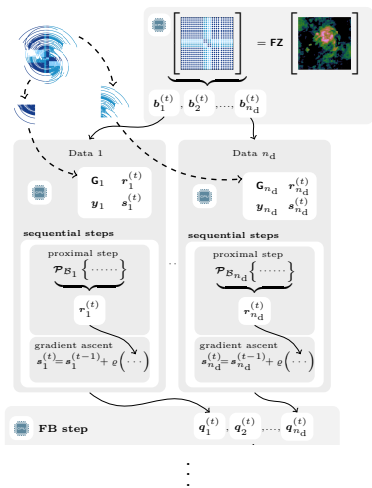 = FZ
b_1^(t), b_2^(t), ..., b_{n_d}^(t)
Data 1
G_1 r_1^(t)
y_1 s_1^(t)
sequential steps
proximal step
P_{B_1} { ······ }
r_1^(t)
gradient ascent
s_1^(t) = s_1^(t−1) + ϱ ( ··· )
...
Data n_d
G_{n_d} r_{n_d}^(t)
y_{n_d} s_{n_d}^(t)
sequential steps
proximal step
P_{B_{n_d}} { ······ }
r_{n_d}^(t)
gradient ascent
s_{n_d}^(t) = s_{n_d}^(t−1) + ϱ ( ··· )
FB step
q_1^(t), q_2^(t), ..., q_{n_d}^(t)
⋮